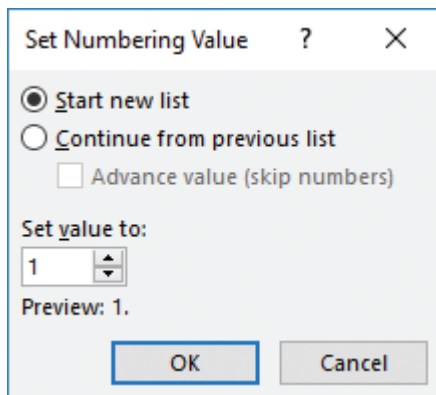 Set Numbering Value ?
Start new list
Continue from previous list
Advance value (skip numbers)
Set value to:
1
Preview: 1.
OK Cancel